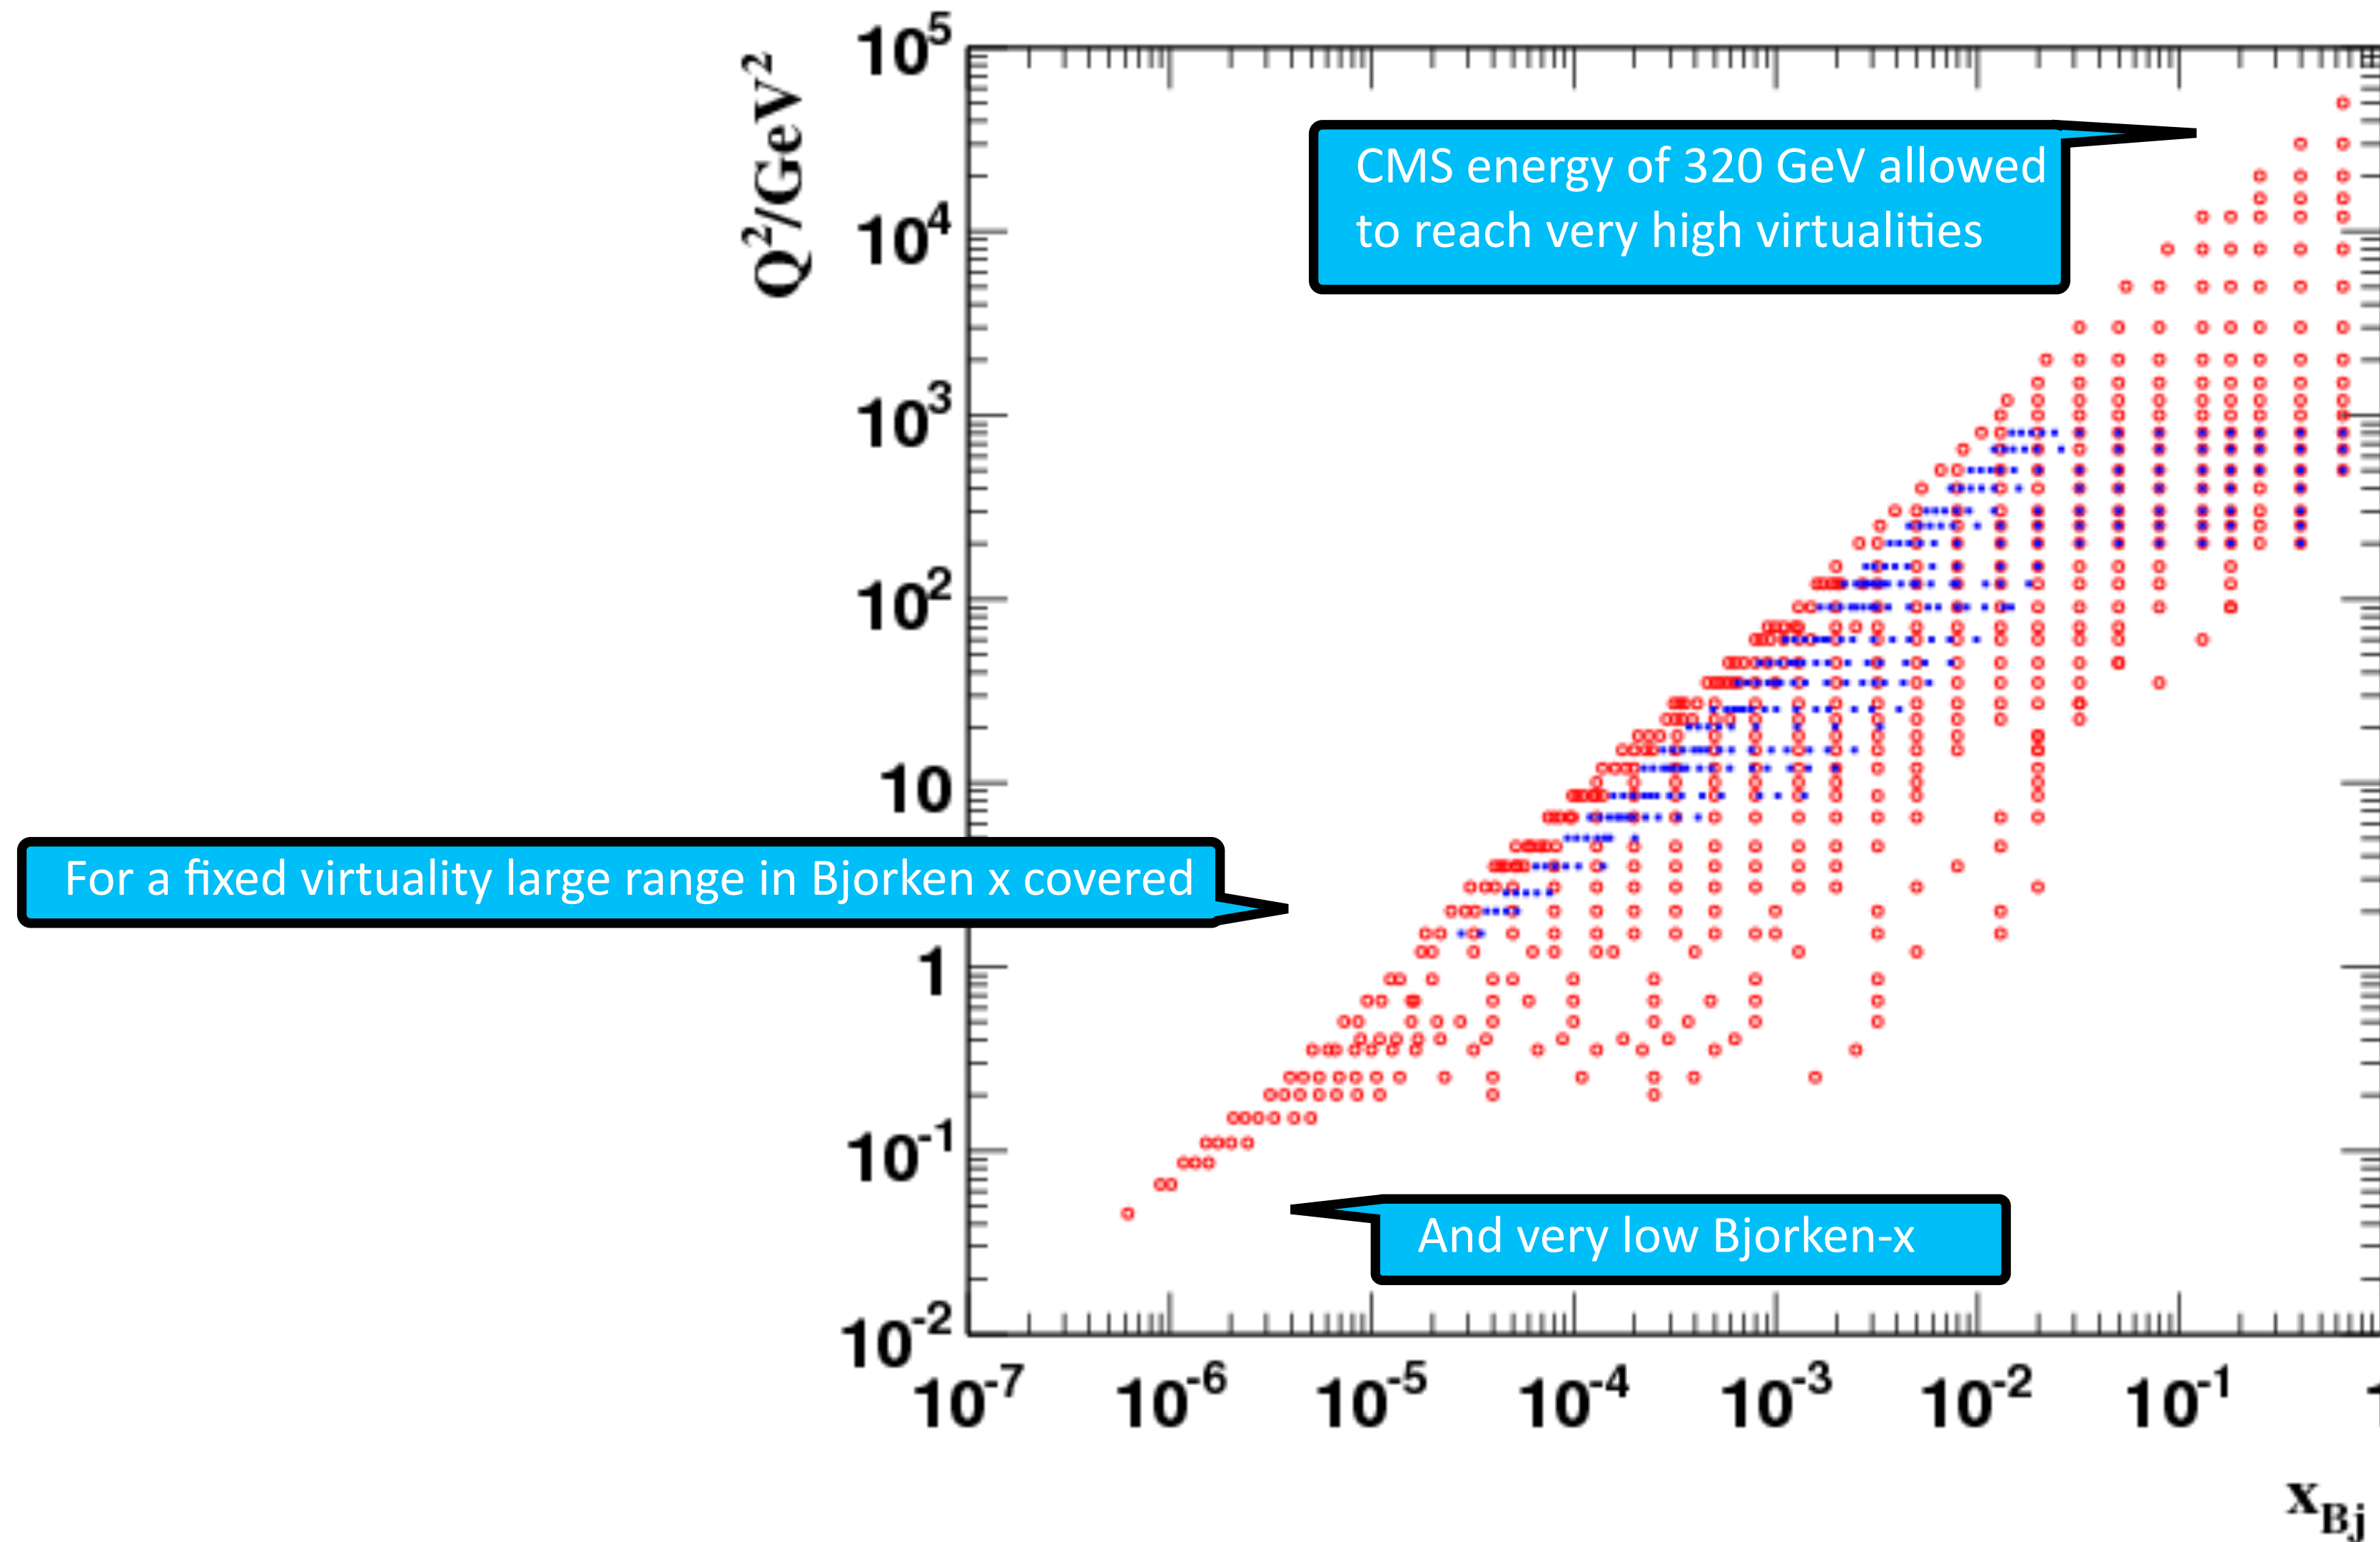 Q²/GeV²
10⁵
10⁴
10³
10²
10
1
10⁻¹
10⁻²
CMS energy of 320 GeV allowed
to reach very high virtualities
For a fixed virtuality large range in Bjorken x covered
And very low Bjorken-x
10⁻⁷ 10⁻⁶ 10⁻⁵ 10⁻⁴ 10⁻³ 10⁻² 10⁻¹
x_Bj